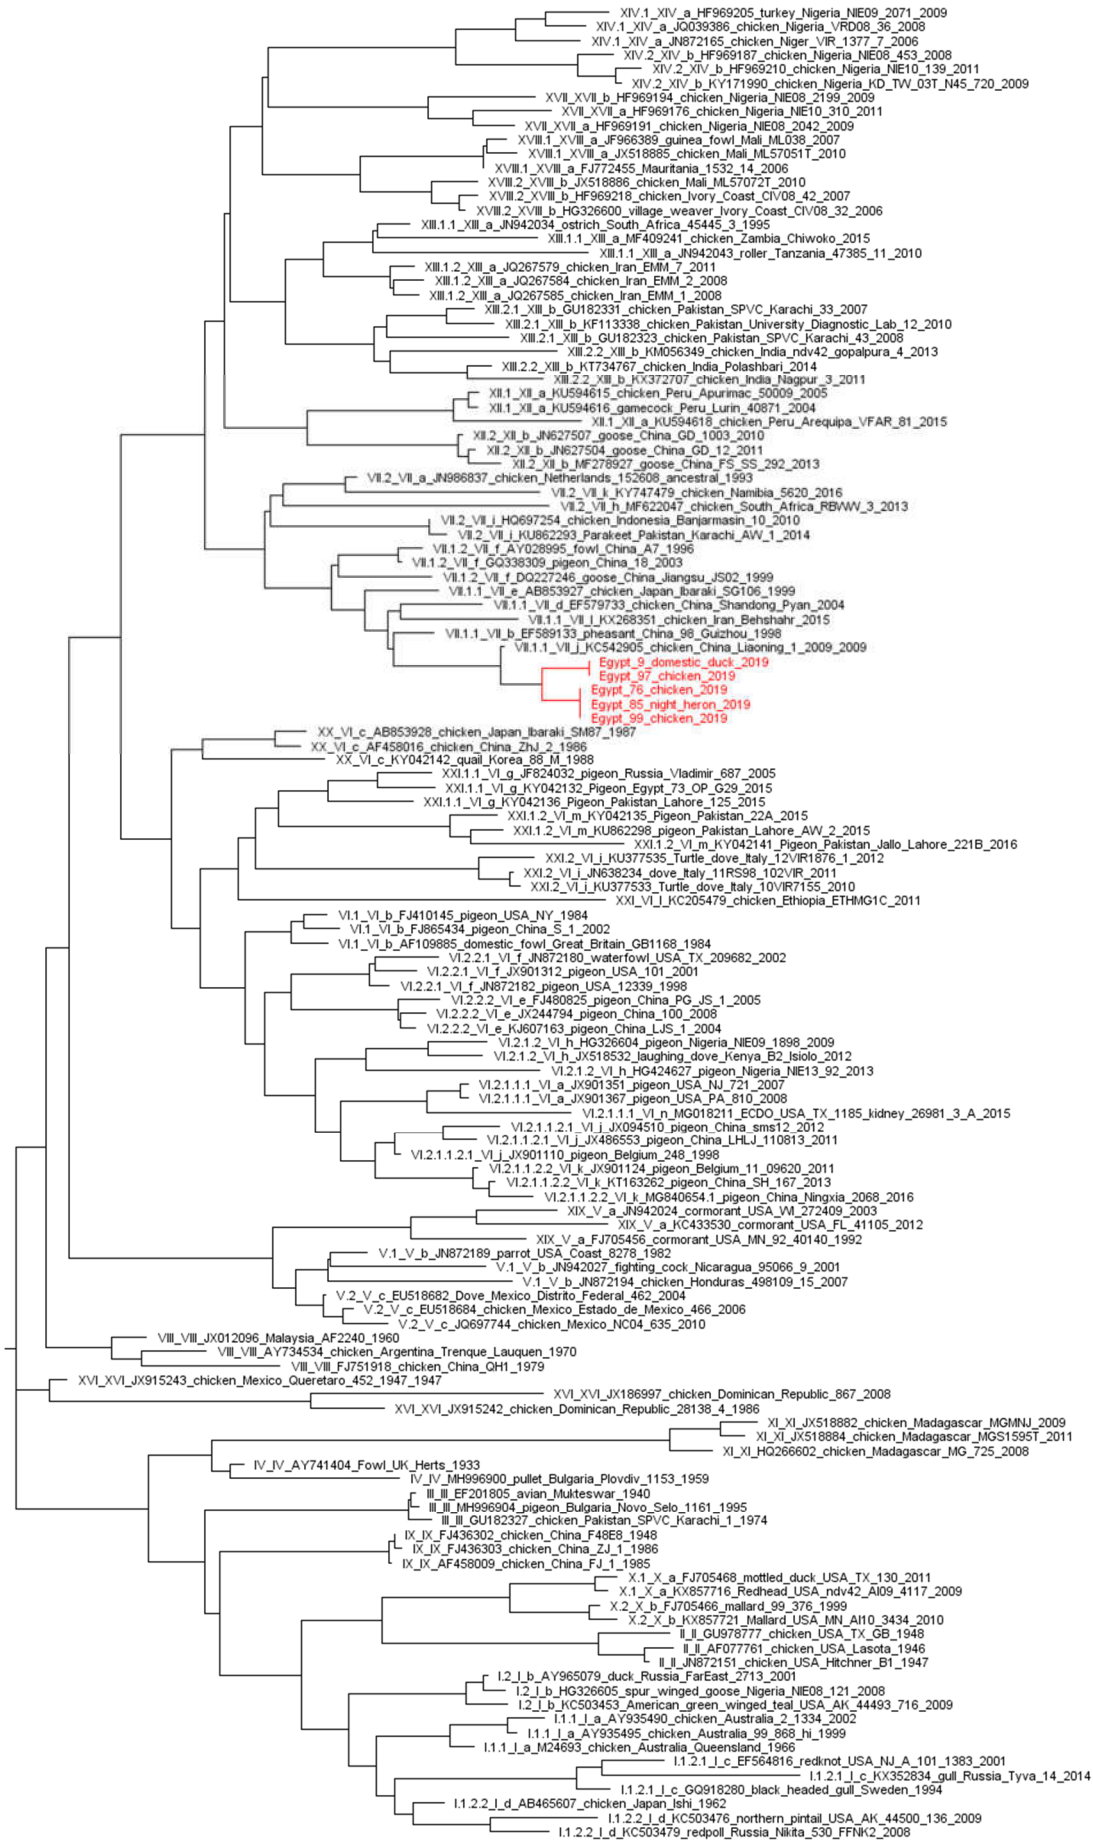 XIV.1_XIV_a_HF969205_turkey_Nigeria_NIE09_2071_2009
XIV.1_XIV_a_JQ039386_chicken_Nigeria_VRD08_36_2008
XIV.1_XIV_a_JN872165_chicken_Niger_VIR_1377_7_2006
XIV.2_XIV_b_HF969187_chicken_Nigeria_NIE08_453_2008
XIV.2_XIV_b_HF969210_chicken_Nigeria_NIE10_139_2011
XIV.2_XIV_b_KY171990_chicken_Nigeria_KD_TW_03T_N45_720_2009
XVII_XVII_b_HF969194_chicken_Nigeria_NIE08_2199_2009
XVII_XVII_a_HF969176_chicken_Nigeria_NIE10_310_2011
XVII_XVII_a_HF969191_chicken_Nigeria_NIE08_2042_2009
XVIII.1_XVIII_a_JF966389_guinea_fowl_Mali_ML038_2007
XVIII.1_XVIII_a_JX518885_chicken_Mali_ML57051T_2010
XVIII.1_XVIII_a_FJ772455_Mauritania_1532_14_2006
XVIII.2_XVIII_b_JX518886_chicken_Mali_ML57072T_2010
XVIII.2_XVIII_b_HF969218_chicken_Ivory_Coast_CIV08_42_2007
XVIII.2_XVIII_b_HG326600_village_weaver_Ivory_Coast_CIV08_32_2006
XIII.1.1_XIII_a_JN942034_ostrich_South_Africa_45445_3_1995
XIII.1.1_XIII_a_MF409241_chicken_Zambia_Chiwoko_2015
XIII.1.1_XIII_a_JN942043_roller_Tanzania_47385_11_2010
XIII.1.2_XIII_a_JQ267579_chicken_Iran_EMM_7_2011
XIII.1.2_XIII_a_JQ267584_chicken_Iran_EMM_2_2008
XIII.1.2_XIII_a_JQ267585_chicken_Iran_EMM_1_2008
XIII.2.1_XIII_b_GU182331_chicken_Pakistan_SPVC_Karachi_33_2007
XIII.2.1_XIII_b_KF113338_chicken_Pakistan_University_Diagnostic_Lab_12_2010
XIII.2.1_XIII_b_GU182323_chicken_Pakistan_SPVC_Karachi_43_2008
XIII.2.2_XIII_b_KM056349_chicken_India_ndv42_gopalpura_4_2013
XIII.2.2_XIII_b_KT734767_chicken_India_Polashbari_2014
XIII.2.2_XIII_b_KX372707_chicken_India_Nagpur_3_2011
XII.1_XII_a_KU594615_chicken_Peru_Apurimac_50009_2005
XII.1_XII_a_KU594616_gamecock_Peru_Lurin_40871_2004
XII.1_XII_a_KU594618_chicken_Peru_Arequipa_VFAR_81_2015
XII.2_XII_b_JN627507_goose_China_GD_1003_2010
XII.2_XII_b_JN627504_goose_China_GD_12_2011
XII.2_XII_b_MF278927_goose_China_FS_SS_292_2013
VII.2_VII_a_JN986837_chicken_Netherlands_152608_ancestral_1993
VII.2_VII_k_KY747479_chicken_Namibia_5620_2016
VII.2_VII_h_MF622047_chicken_South_Africa_RBVWV_3_2013
VII.2_VII_i_HQ697254_chicken_Indonesia_Banjarmasin_10_2010
VII.2_VII_i_KU862293_Parakeet_Pakistan_Karachi_AW_1_2014
VII.1.2_VII_f_AY028995_fowl_China_A7_1996
VII.1.2_VII_f_GQ338309_pigeon_China_18_2003
VII.1.2_VII_f_DQ227246_goose_China_Jiangsu_JS02_1999
VII.1.1_VII_e_AB853927_chicken_Japan_Ibaraki_SG106_1999
VII.1.1_VII_d_EF579733_chicken_China_Shandong_Pyan_2004
VII.1.1_VII_l_KX268351_chicken_Iran_Behshahr_2015
VII.1.1_VII_b_EF589133_pheasant_China_98_Guizhou_1998
VII.1.1_VII_j_KC542905_chicken_China_Liaoning_1_2009_2009
Egypt_9_domestic_duck_2019
Egypt_97_chicken_2019
Egypt_76_chicken_2019
Egypt_85_night_heron_2019
Egypt_99_chicken_2019
XX_VI_c_AB853928_chicken_Japan_Ibaraki_SM87_1987
XX_VI_c_AF458016_chicken_China_ZhJ_2_1986
XX_VI_c_KY042142_quail_Korea_88_M_1988
XXI.1.1_VI_g_JF824032_pigeon_Russia_Vladimir_687_2005
XXI.1.1_VI_g_KY042132_Pigeon_Egypt_73_OP_G29_2015
XXI.1.1_VI_g_KY042136_Pigeon_Pakistan_Lahore_125_2015
XXI.1.2_VI_m_KY042135_Pigeon_Pakistan_22A_2015
XXI.1.2_VI_m_KU862298_pigeon_Pakistan_Lahore_AW_2_2015
XXI.1.2_VI_m_KY042141_Pigeon_Pakistan_Jallo_Lahore_221B_2016
XXI.2_VI_i_KU377535_Turtle_dove_Italy_12VIR1876_1_2012
XXI.2_VI_i_JN638234_dove_Italy_11RS98_102VIR_2011
XXI.2_VI_i_KU377533_Turtle_dove_Italy_10VIR7155_2010
XXI_VI_l_KC205479_chicken_Ethiopia_ETHMG1C_2011
VI.1_VI_b_FJ410145_pigeon_USA_NY_1984
VI.1_VI_b_FJ865434_pigeon_China_S_1_2002
VI.1_VI_b_AF109885_domestic_fowl_Great_Britain_GB1168_1984
VI.2.2.1_VI_f_JN872180_waterfowl_USA_TX_209682_2002
VI.2.2.1_VI_f_JX901312_pigeon_USA_101_2001
VI.2.2.1_VI_f_JN872182_pigeon_USA_12339_1998
VI.2.2.2_VI_e_FJ480825_pigeon_China_PG_JS_1_2005
VI.2.2.2_VI_e_JX244794_pigeon_China_100_2008
VI.2.2.2_VI_e_KJ607163_pigeon_China_LJS_1_2004
VI.2.1.2_VI_h_HG326604_pigeon_Nigeria_NIE09_1898_2009
VI.2.1.2_VI_h_JX518532_laughing_dove_Kenya_B2_Isiolo_2012
VI.2.1.2_VI_h_HG424627_pigeon_Nigeria_NIE13_92_2013
VI.2.1.1.1_VI_a_JX901351_pigeon_USA_NJ_721_2007
VI.2.1.1.1_VI_a_JX901367_pigeon_USA_PA_810_2008
VI.2.1.1.1_VI_n_MG018211_ECDO_USA_TX_1185_kidney_26981_3_A_2015
VI.2.1.1.2.1_VI_j_JX094510_pigeon_China_sms12_2012
VI.2.1.1.2.1_VI_j_JX486553_pigeon_China_LHLJ_110813_2011
VI.2.1.1.2.1_VI_j_JX901110_pigeon_Belgium_248_1998
VI.2.1.1.2.2_VI_k_JX901124_pigeon_Belgium_11_09620_2011
VI.2.1.1.2.2_VI_k_KT163262_pigeon_China_SH_167_2013
VI.2.1.1.2.2_VI_k_MG840654.1_pigeon_China_Ningxia_2068_2016
XIX_V_a_JN942024_cormorant_USA_WI_272409_2003
XIX_V_a_KC433530_cormorant_USA_FL_41105_2012
XIX_V_a_FJ705456_cormorant_USA_MN_92_40140_1992
V.1_V_b_JN872189_parrot_USA_Coast_8278_1982
V.1_V_b_JN942027_fighting_cock_Nicaragua_95066_9_2001
V.1_V_b_JN872194_chicken_Honduras_498109_15_2007
V.2_V_c_EU518682_Dove_Mexico_Distrito_Federal_462_2004
V.2_V_c_EU518684_chicken_Mexico_Estado_de_Mexico_466_2006
V.2_V_c_JQ697744_chicken_Mexico_NC04_635_2010
VIII_VIII_JX012096_Malaysia_AF2240_1960
VIII_VIII_AY734534_chicken_Argentina_Trenque_Lauquen_1970
VIII_VIII_FJ751918_chicken_China_QH1_1979
XVI_XVI_JX915243_chicken_Mexico_Queretaro_452_1947_1947
XVI_XVI_JX186997_chicken_Dominican_Republic_867_2008
XVI_XVI_JX915242_chicken_Dominican_Republic_28138_4_1986
XI_XI_JX518882_chicken_Madagascar_MGMNJ_2009
XI_XI_JX518884_chicken_Madagascar_MGS1595T_2011
XI_XI_HQ266602_chicken_Madagascar_MG_725_2008
IV_IV_AY741404_Fowl_UK_Herts_1933
IV_IV_MH996900_pullet_Bulgaria_Plovdiv_1153_1959
III_III_EF201805_avian_Mukteswar_1940
III_III_MH996904_pigeon_Bulgaria_Novo_Selo_1161_1995
III_III_GU182327_chicken_Pakistan_SPVC_Karachi_1_1974
IX_IX_FJ436302_chicken_China_F48E8_1948
IX_IX_FJ436303_chicken_China_ZJ_1_1986
IX_IX_AF458009_chicken_China_FJ_1_1985
X.1_X_a_FJ705468_mottled_duck_USA_TX_130_2011
X.1_X_a_KX857716_Redhead_USA_ndv42_AI09_4117_2009
X.2_X_b_FJ705466_mallard_99_376_1999
X.2_X_b_KX857721_Mallard_USA_MN_AI10_3434_2010
II_II_GU978777_chicken_USA_TX_GB_1948
II_II_AF077761_chicken_USA_Lasota_1946
II_II_JN872151_chicken_USA_Hitchner_B1_1947
I.2_I_b_AY965079_duck_Russia_FarEast_2713_2001
I.2_I_b_HG326605_spur_winged_goose_Nigeria_NIE08_121_2008
I.2_I_b_KC503453_American_green_winged_teal_USA_AK_44493_716_2009
I.1.1_I_a_AY935490_chicken_Australia_2_1334_2002
I.1.1_I_a_AY935495_chicken_Australia_99_868_hi_1999
I.1.1_I_a_M24693_chicken_Australia_Queensland_1966
I.1.2.1_I_c_EF564816_redknot_USA_NJ_A_101_1383_2001
I.1.2.1_I_c_KX352834_gull_Russia_Tyva_14_2014
I.1.2.1_I_c_GQ918280_black_headed_gull_Sweden_1994
I.1.2.2_I_d_AB465607_chicken_Japan_Ishi_1962
I.1.2.2_I_d_KC503476_northern_pintail_USA_AK_44500_136_2009
I.1.2.2_I_d_KC503479_redpoll_Russia_Nikita_530_FFNK2_2008